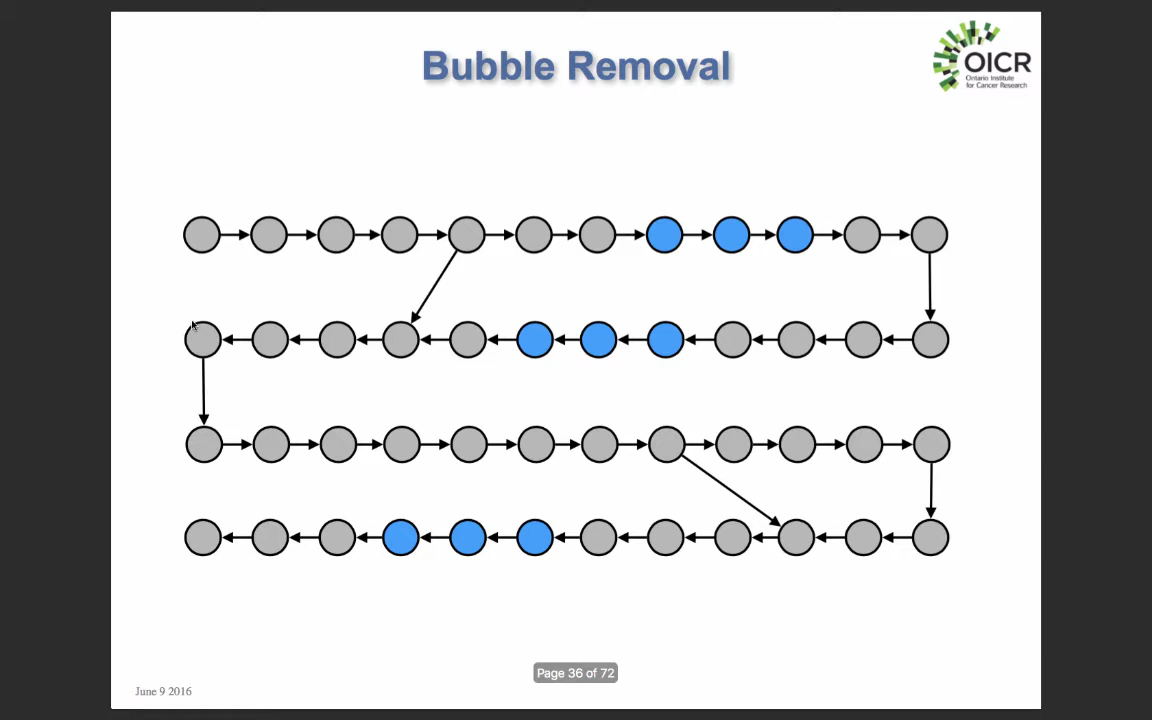 Bubble Removal
OICR
Ontario Institute
for Cancer Research
Page 36 of 72
June 9 2016